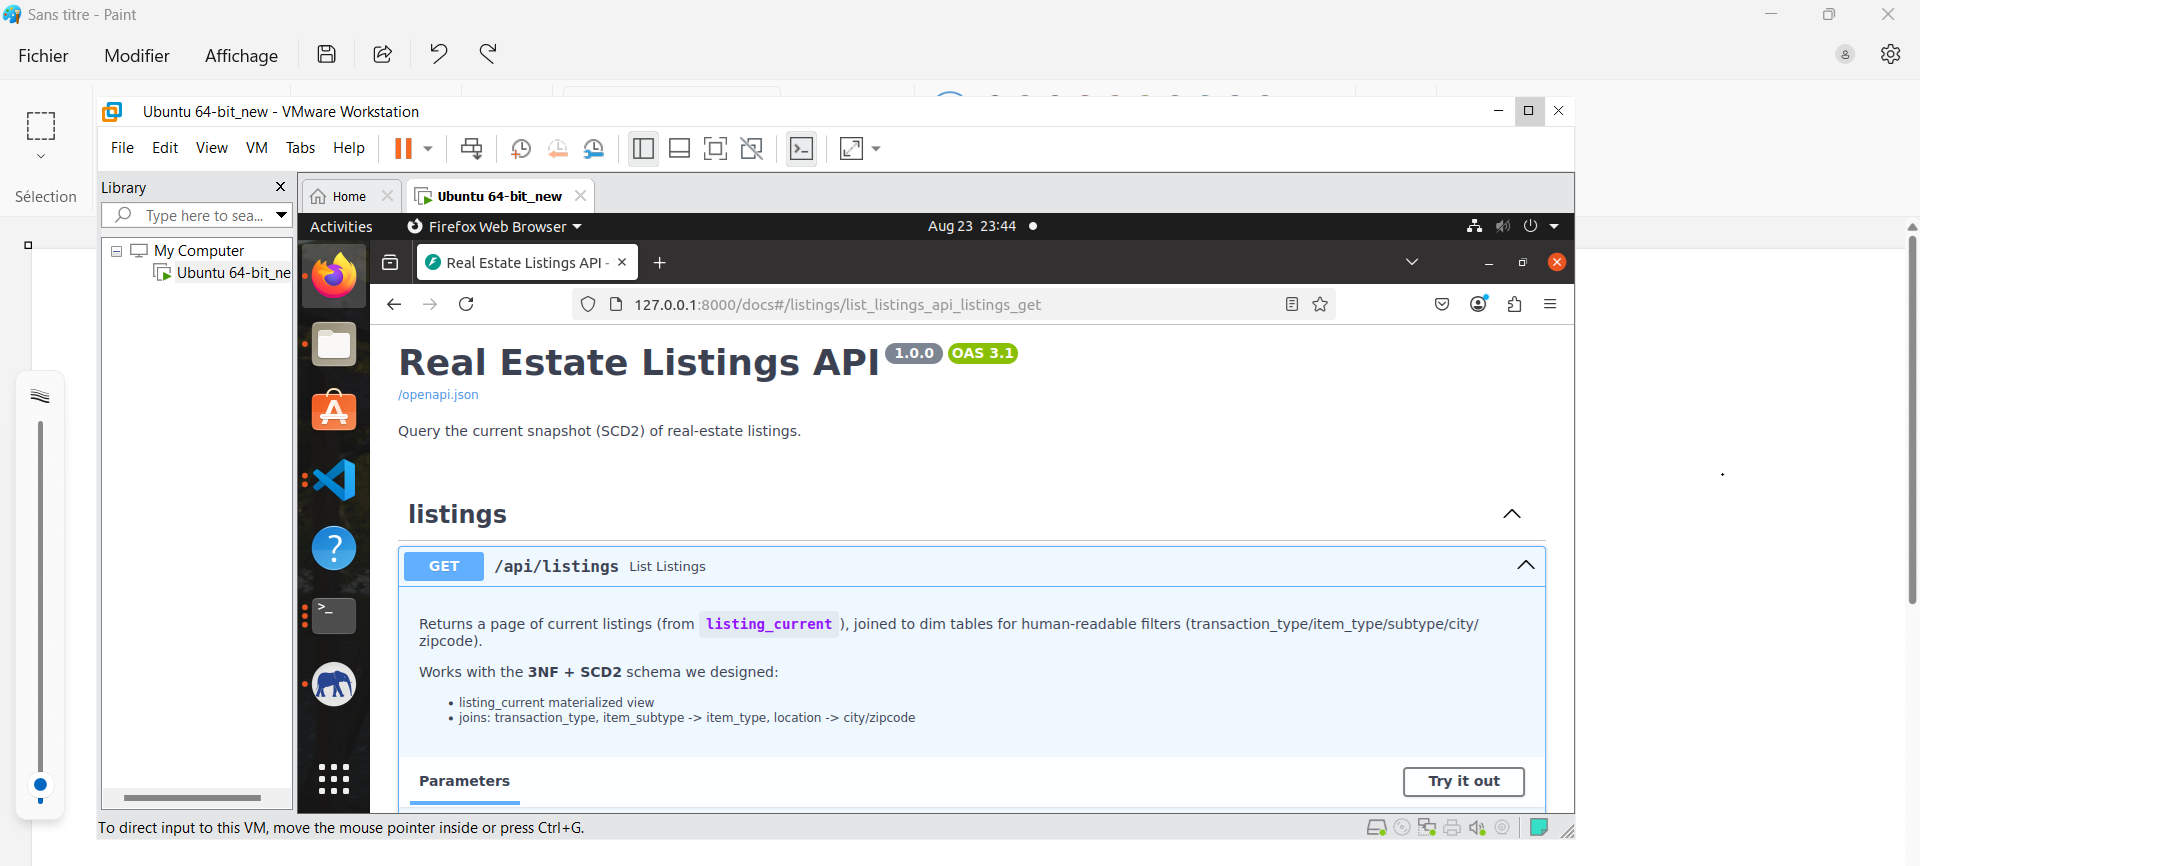 Sans titre - Paint
Fichier Modifier Affichage
Sélection
Ubuntu 64-bit_new - VMware Workstation
File Edit View VM Tabs Help
Library
Type here to sea...
My Computer
Ubuntu 64-bit_ne
Home
Ubuntu 64-bit_new
Activities Firefox Web Browser Aug 23 23:44
Real Estate Listings API -
127.0.0.1:8000/docs#/listings/list_listings_api_listings_get
Real Estate Listings API 1.0.0 OAS 3.1
/openapi.json
Query the current snapshot (SCD2) of real-estate listings.
listings
GET /api/listings List Listings
Returns a page of current listings (from listing_current ), joined to dim tables for human-readable filters (transaction_type/item_type/subtype/city/
zipcode).
Works with the 3NF + SCD2 schema we designed:
• listing_current materialized view
• joins: transaction_type, item_subtype -> item_type, location -> city/zipcode
Parameters Try it out
To direct input to this VM, move the mouse pointer inside or press Ctrl+G.